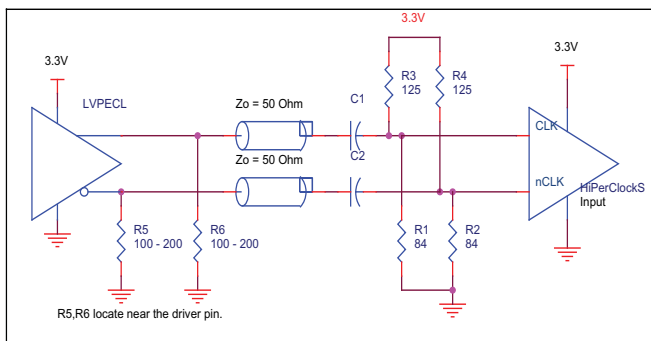 3.3V
3.3V
3.3V
LVPECL
R3
125
R4
125
Zo = 50 Ohm
C1
CLK
Zo = 50 Ohm
C2
nCLK
HiPerClockS
Input
R5
100 - 200
R6
100 - 200
R1
84
R2
84
R5,R6 locate near the driver pin.